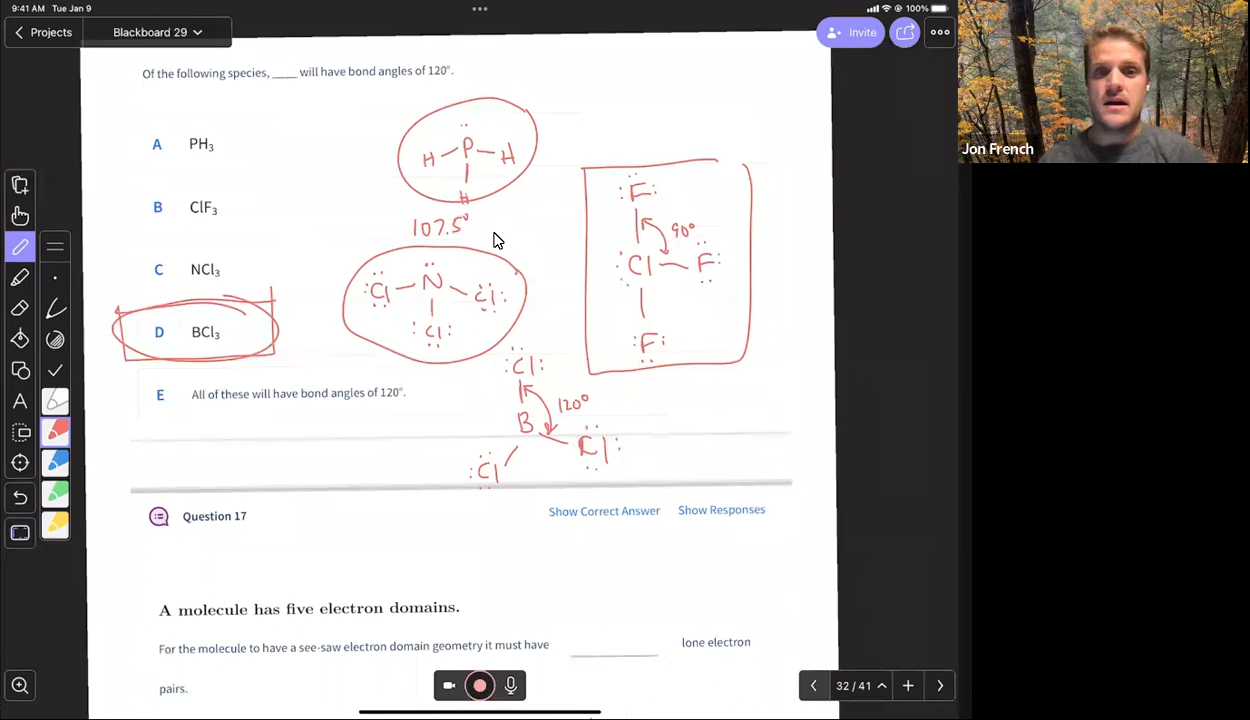 9:41 AM Tue Jan 9
100%
Projects
Blackboard 29
Invite
Jon French
Of the following species, ____ will have bond angles of 120°.
A PH₃
B ClF₃
C NCl₃
D BCl₃
E All of these will have bond angles of 120°.
H P H
H
107.5°
Cl N Cl
Cl
F
90°
Cl F
F
Cl
120°
B
Cl
Cl
Question 17
Show Correct Answer Show Responses
A molecule has five electron domains.
For the molecule to have a see-saw electron domain geometry it must have ____ lone electron
pairs.
A
32/41